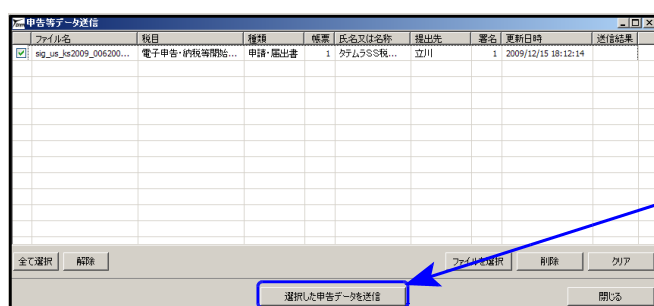 申告等データ送信
ファイル名 税目 種類 帳票 氏名又は名称 提出先 署名 更新日時 送信結果
sig_us_ks2009_006200... 電子申告・納税等開始... 申請・届出書 1 タテムラSS税... 立川 1 2009/12/15 18:12:14
全て選択 解除 ファイルを選択 削除 クリア
選択した申告データを送信 閉じる